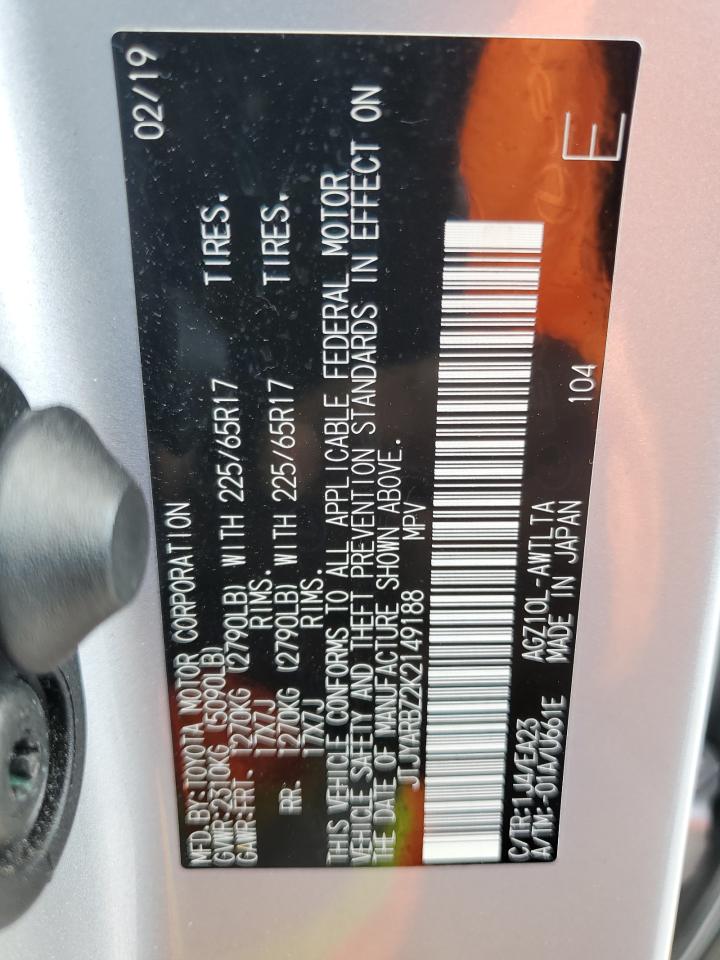 MFD.BY:TOYOTA MOTOR CORPORATION 02/19
GVWR:2310KG (5090LB)
GAWR:FRT. 1270KG (2790LB) WITH 225/65R17 TIRES,
17X7J RIMS.
RR. 1270KG (2790LB) WITH 225/65R17 TIRES,
17X7J RIMS.
THIS VEHICLE CONFORMS TO ALL APPLICABLE FEDERAL MOTOR
VEHICLE SAFETY AND THEFT PREVENTION STANDARDS IN EFFECT ON
THE DATE OF MANUFACTURE SHOWN ABOVE.
JTJYARBZ2K2149188 MPV
C/TR:1J4/EA23 AGZ10L-AWTLTA 104
A/TM:-01A/U661E MADE IN JAPAN
E